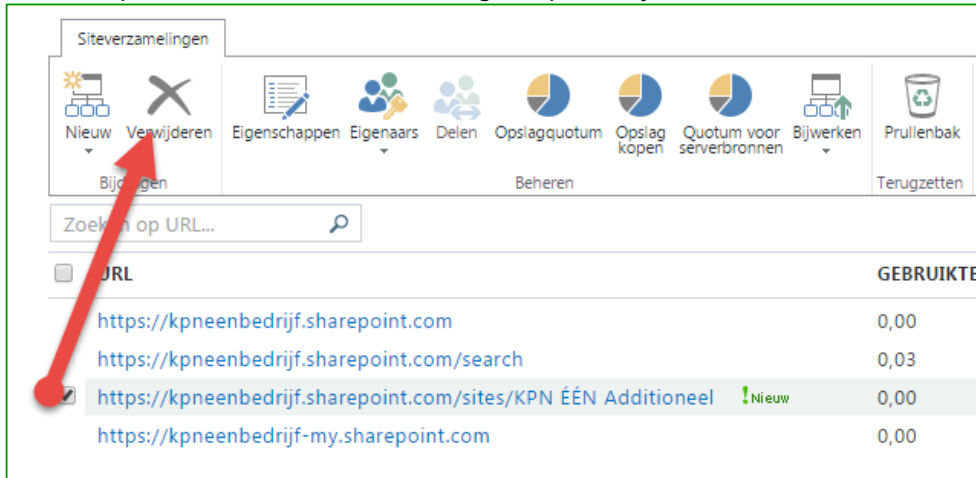 Siteverzamelingen
Nieuw Verwijderen Eigenschappen Eigenaars Delen Opslagquotum Opslag kopen Quotum voor serverbronnen Bijwerken Prullenbak
Beheren Terugzetten
op URL...
URL GEBRUIKTE
https://kpneenbedrijf.sharepoint.com 0,00
https://kpneenbedrijf.sharepoint.com/search 0,03
https://kpneenbedrijf.sharepoint.com/sites/KPN ÉÉN Additioneel ! Nieuw 0,00
https://kpneenbedrijf-my.sharepoint.com 0,00